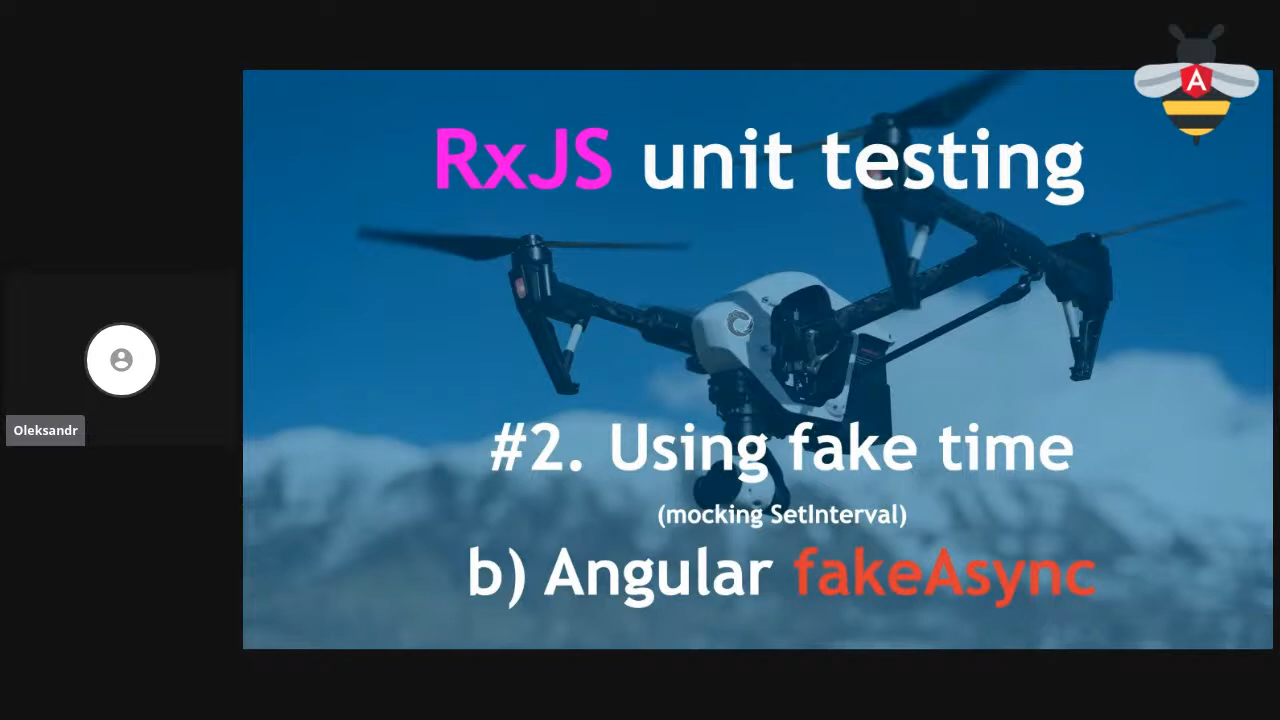 RxJS unit testing
#2. Using fake time
(mocking SetInterval)
b) Angular fakeAsync
Oleksandr
A